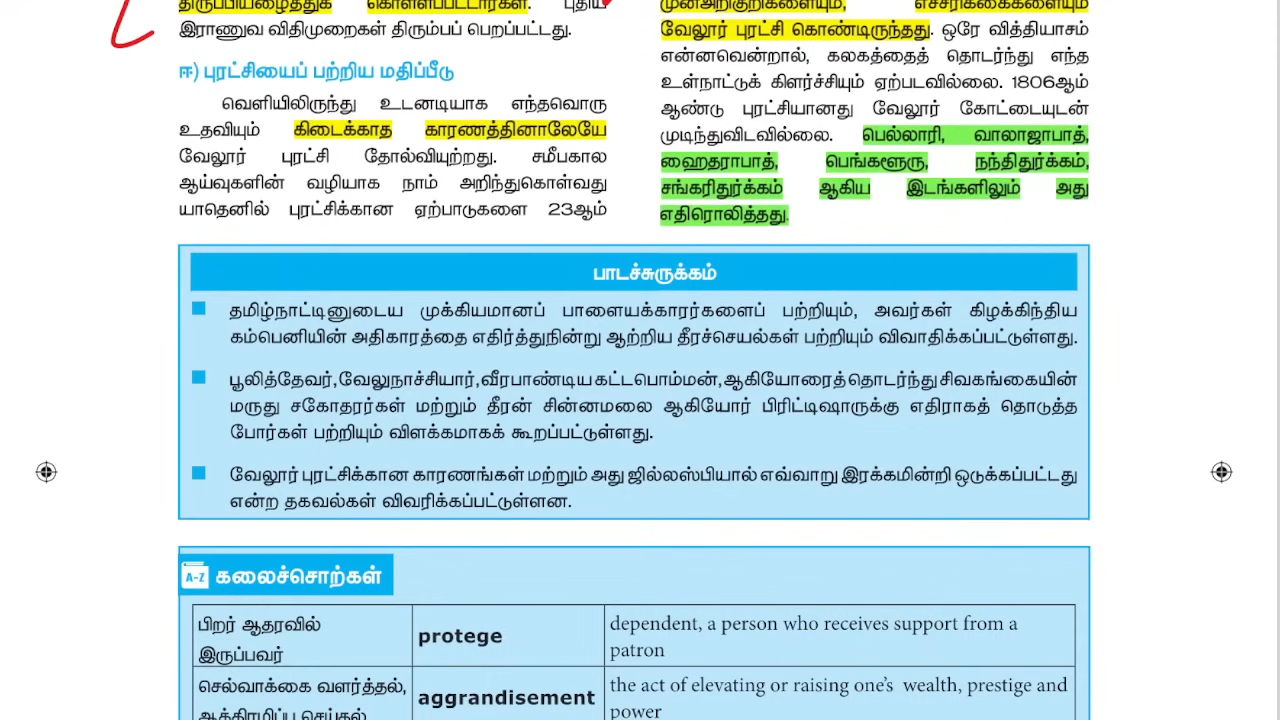 திருப்பியழைத்துக் கொள்ளப்பட்டார்கள். புதிய
இராணுவ விதிமுறைகள் திரும்பப் பெறப்பட்டது.
ஈ) புரட்சியைப் பற்றிய மதிப்பீடு
வெளியிலிருந்து உடனடியாக எந்தவொரு
உதவியும் கிடைக்காத காரணத்தினாலேயே
வேலூர் புரட்சி தோல்வியுற்றது. சமீபகால
ஆய்வுகளின் வழியாக நாம் அறிந்துகொள்வது
யாதெனில் புரட்சிக்கான ஏற்பாடுகளை 23ஆம்
முன்அறிகுறிகளையும், எச்சரிக்கைகளையும்
வேலூர் புரட்சி கொண்டிருந்தது. ஒரே வித்தியாசம்
என்னவென்றால், கலகத்தைத் தொடர்ந்து எந்த
உள்நாட்டுக் கிளர்ச்சியும் ஏற்படவில்லை. 1806ஆம்
ஆண்டு புரட்சியானது வேலூர் கோட்டையுடன்
முடிந்துவிடவில்லை. பெல்லாரி, வாலாஜாபாத்,
ஹைதராபாத், பெங்களூரு, நந்திதுர்க்கம்,
சங்கரிதுர்க்கம் ஆகிய இடங்களிலும் அது
எதிரொலித்தது.
பாடச்சுருக்கம்
■ தமிழ்நாட்டினுடைய முக்கியமானப் பாளையக்காரர்களைப் பற்றியும், அவர்கள் கிழக்கிந்திய
கம்பெனியின் அதிகாரத்தை எதிர்த்துநின்று ஆற்றிய தீரச்செயல்கள் பற்றியும் விவாதிக்கப்பட்டுள்ளது.
■ பூலித்தேவர், வேலுநாச்சியார், வீரபாண்டிய கட்டபொம்மன், ஆகியோரைத் தொடர்ந்து சிவகங்கையின்
மருது சகோதரர்கள் மற்றும் தீரன் சின்னமலை ஆகியோர் பிரிட்டிஷாருக்கு எதிராகத் தொடுத்த
போர்கள் பற்றியும் விளக்கமாகக் கூறப்பட்டுள்ளது.
■ வேலூர் புரட்சிக்கான காரணங்கள் மற்றும் அது ஜில்லஸ்பியால் எவ்வாறு இரக்கமின்றி ஒடுக்கப்பட்டது
என்ற தகவல்கள் விவரிக்கப்பட்டுள்ளன.
A-Z கலைச்சொற்கள்
பிறர் ஆதரவில்
இருப்பவர்
protege
dependent, a person who receives support from a
patron
செல்வாக்கை வளர்த்தல்,
ஆக்கிரமிப்பு செய்தல்
aggrandisement
the act of elevating or raising one's wealth, prestige and
power